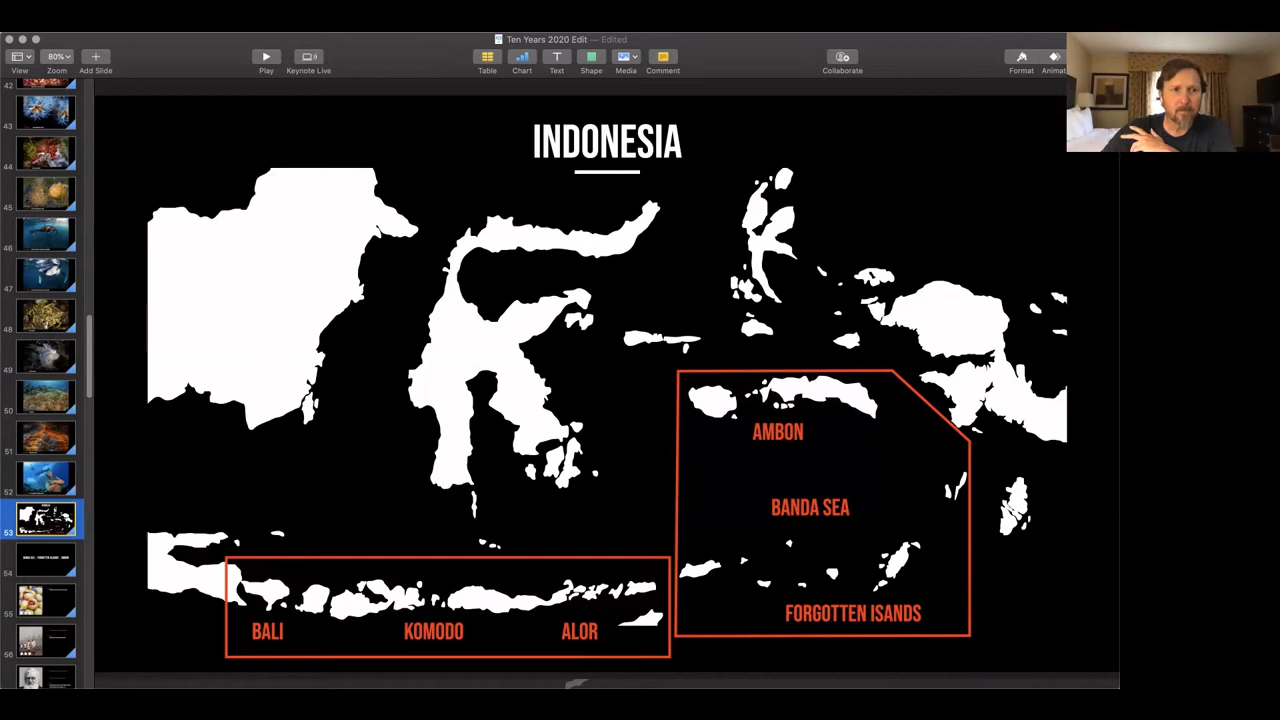 Ten Years 2020 Edit — Edited
80%
View
Zoom
Add Slide
Play
Keynote Live
Table
Chart
Text
Shape
Media
Comment
Collaborate
Format
Animat
42
43
44
45
46
47
48
49
50
51
52
53
54
55
56
INDONESIA
AMBON
BANDA SEA
FORGOTTEN ISANDS
BALI
KOMODO
ALOR